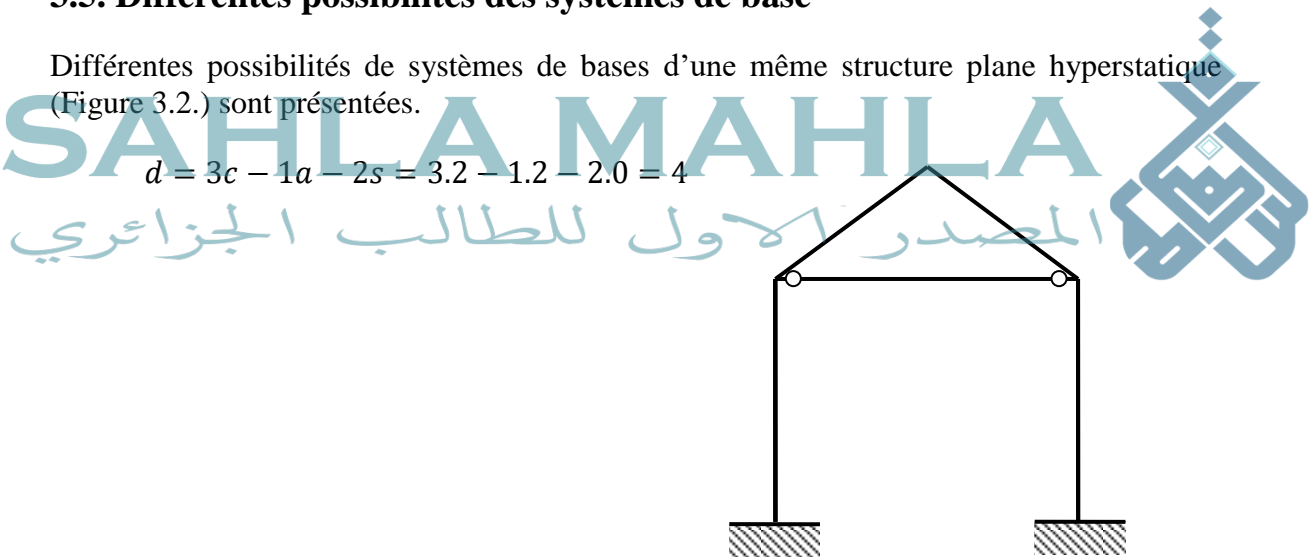 3.3. Différentes possibilités des systèmes de base
Différentes possibilités de systèmes de bases d’une même structure plane hyperstatique
(Figure 3.2.) sont présentées.
SAHLA MAHLA
d = 3c − 1a − 2s = 3.2 − 1.2 − 2.0 = 4
المصدر الاول للطالب الجزائري